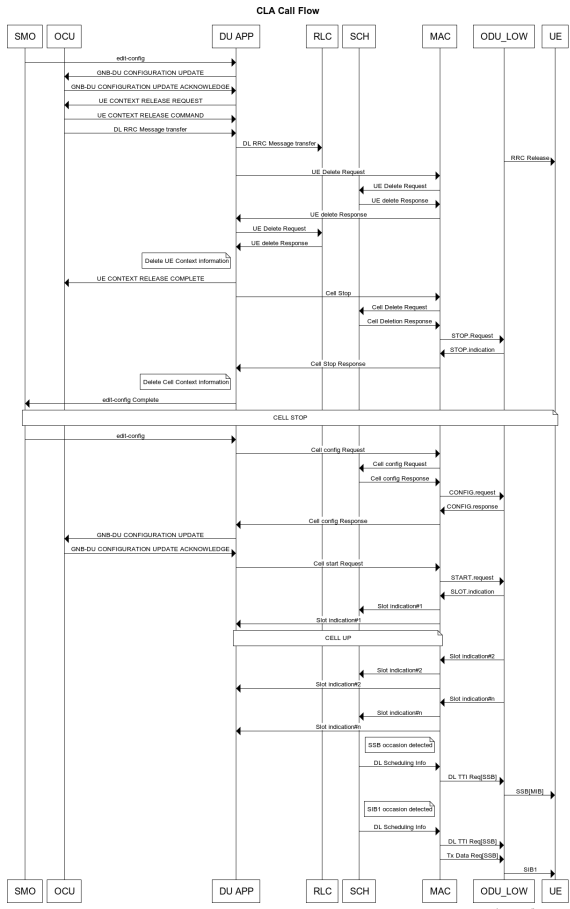 CLA Call Flow
SMO OCU DU APP RLC SCH MAC ODU_LOW UE
edit-config
GNB-DU CONFIGURATION UPDATE
GNB-DU CONFIGURATION UPDATE ACKNOWLEDGE
UE CONTEXT RELEASE REQUEST
UE CONTEXT RELEASE COMMAND
DL RRC Message transfer
DL RRC Message transfer
RRC Release
UE Delete Request
UE Delete Request
UE delete Response
UE delete Response
UE Delete Request
UE delete Response
Delete UE Context information
UE CONTEXT RELEASE COMPLETE
Cell Stop
Cell Delete Request
Cell Deletion Response
STOP.Request
STOP.indication
Cell Stop Response
Delete Cell Context information
edit-config Complete
CELL STOP
edit-config
Cell config Request
Cell config Request
Cell config Response
CONFIG.request
CONFIG.response
Cell config Response
GNB-DU CONFIGURATION UPDATE
GNB-DU CONFIGURATION UPDATE ACKNOWLEDGE
Cell start Request
START.request
SLOT.indication
Slot indication#1
Slot indication#1
CELL UP
Slot indication#2
Slot indication#2
Slot indication#2
Slot indication#n
Slot indication#n
Slot indication#n
SSB occasion detected
DL Scheduling Info
DL TTI Req[SSB]
SSB[MIB]
SIB1 occasion detected
DL Scheduling Info
DL TTI Req[SSB]
Tx Data Req[SSB]
SIB1
SMO OCU DU APP RLC SCH MAC ODU_LOW UE